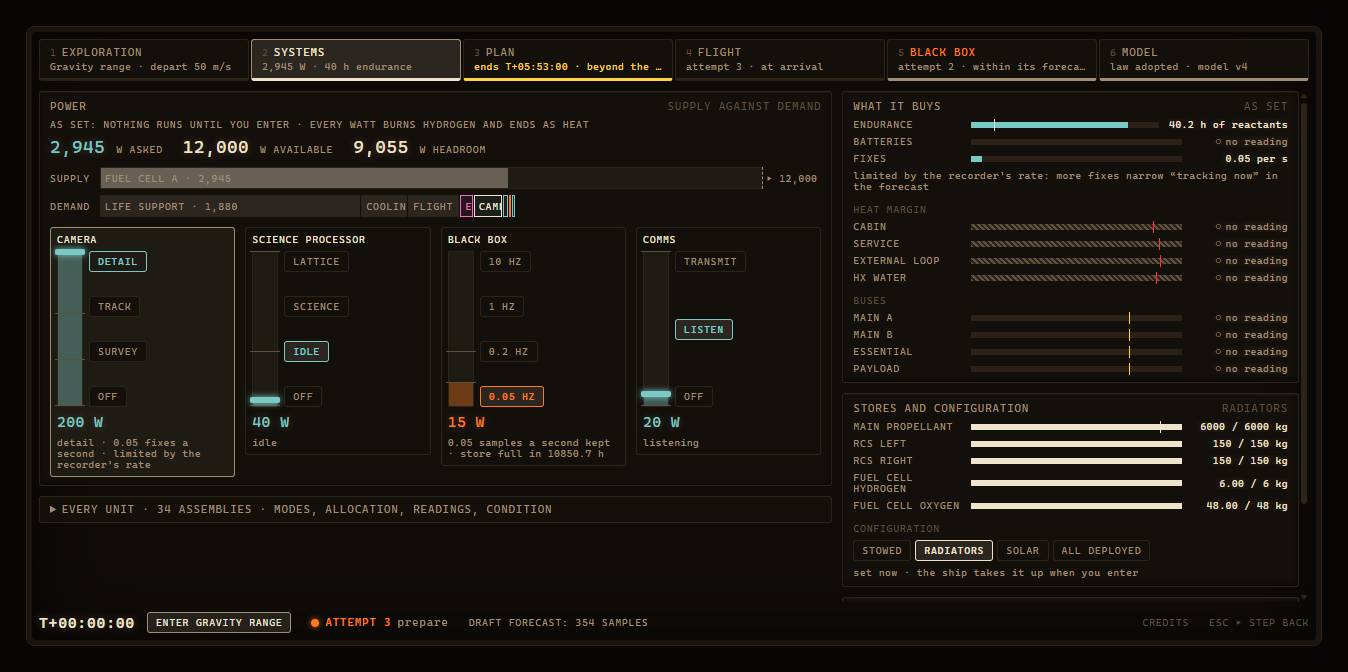 1 EXPLORATION
Gravity range · depart 50 m/s
2 SYSTEMS
2,945 W · 40 h endurance
3 PLAN
ends T+05:53:00 · beyond the …
4 FLIGHT
attempt 3 · at arrival
5 BLACK BOX
attempt 2 · within its foreca…
6 MODEL
law adopted · model v4
POWER
SUPPLY AGAINST DEMAND
AS SET: NOTHING RUNS UNTIL YOU ENTER · EVERY WATT BURNS HYDROGEN AND ENDS AS HEAT
2,945 W ASKED 12,000 W AVAILABLE 9,055 W HEADROOM
SUPPLY FUEL CELL A · 2,945 ▸ 12,000
DEMAND LIFE SUPPORT · 1,880 COOLIN FLIGHT E CAM
CAMERA
DETAIL
TRACK
SURVEY
OFF
200 W
detail · 0.05 fixes a
second · limited by the
recorder's rate
SCIENCE PROCESSOR
LATTICE
SCIENCE
IDLE
OFF
40 W
idle
BLACK BOX
10 HZ
1 HZ
0.2 HZ
0.05 HZ
15 W
0.05 samples a second kept
· store full in 10850.7 h
COMMS
TRANSMIT
LISTEN
OFF
20 W
listening
▶ EVERY UNIT · 34 ASSEMBLIES · MODES, ALLOCATION, READINGS, CONDITION
WHAT IT BUYS
AS SET
ENDURANCE 40.2 h of reactants
BATTERIES ○ no reading
FIXES 0.05 per s
limited by the recorder's rate: more fixes narrow “tracking now” in
the forecast
HEAT MARGIN
CABIN ○ no reading
SERVICE ○ no reading
EXTERNAL LOOP ○ no reading
HX WATER ○ no reading
BUSES
MAIN A ○ no reading
MAIN B ○ no reading
ESSENTIAL ○ no reading
PAYLOAD ○ no reading
STORES AND CONFIGURATION
RADIATORS
MAIN PROPELLANT 6000 / 6000 kg
RCS LEFT 150 / 150 kg
RCS RIGHT 150 / 150 kg
FUEL CELL
HYDROGEN 6.00 / 6 kg
FUEL CELL OXYGEN 48.00 / 48 kg
CONFIGURATION
STOWED RADIATORS SOLAR ALL DEPLOYED
set now · the ship takes it up when you enter
T+00:00:00 ENTER GRAVITY RANGE ATTEMPT 3 prepare DRAFT FORECAST: 354 SAMPLES
CREDITS ESC ▸ STEP BACK